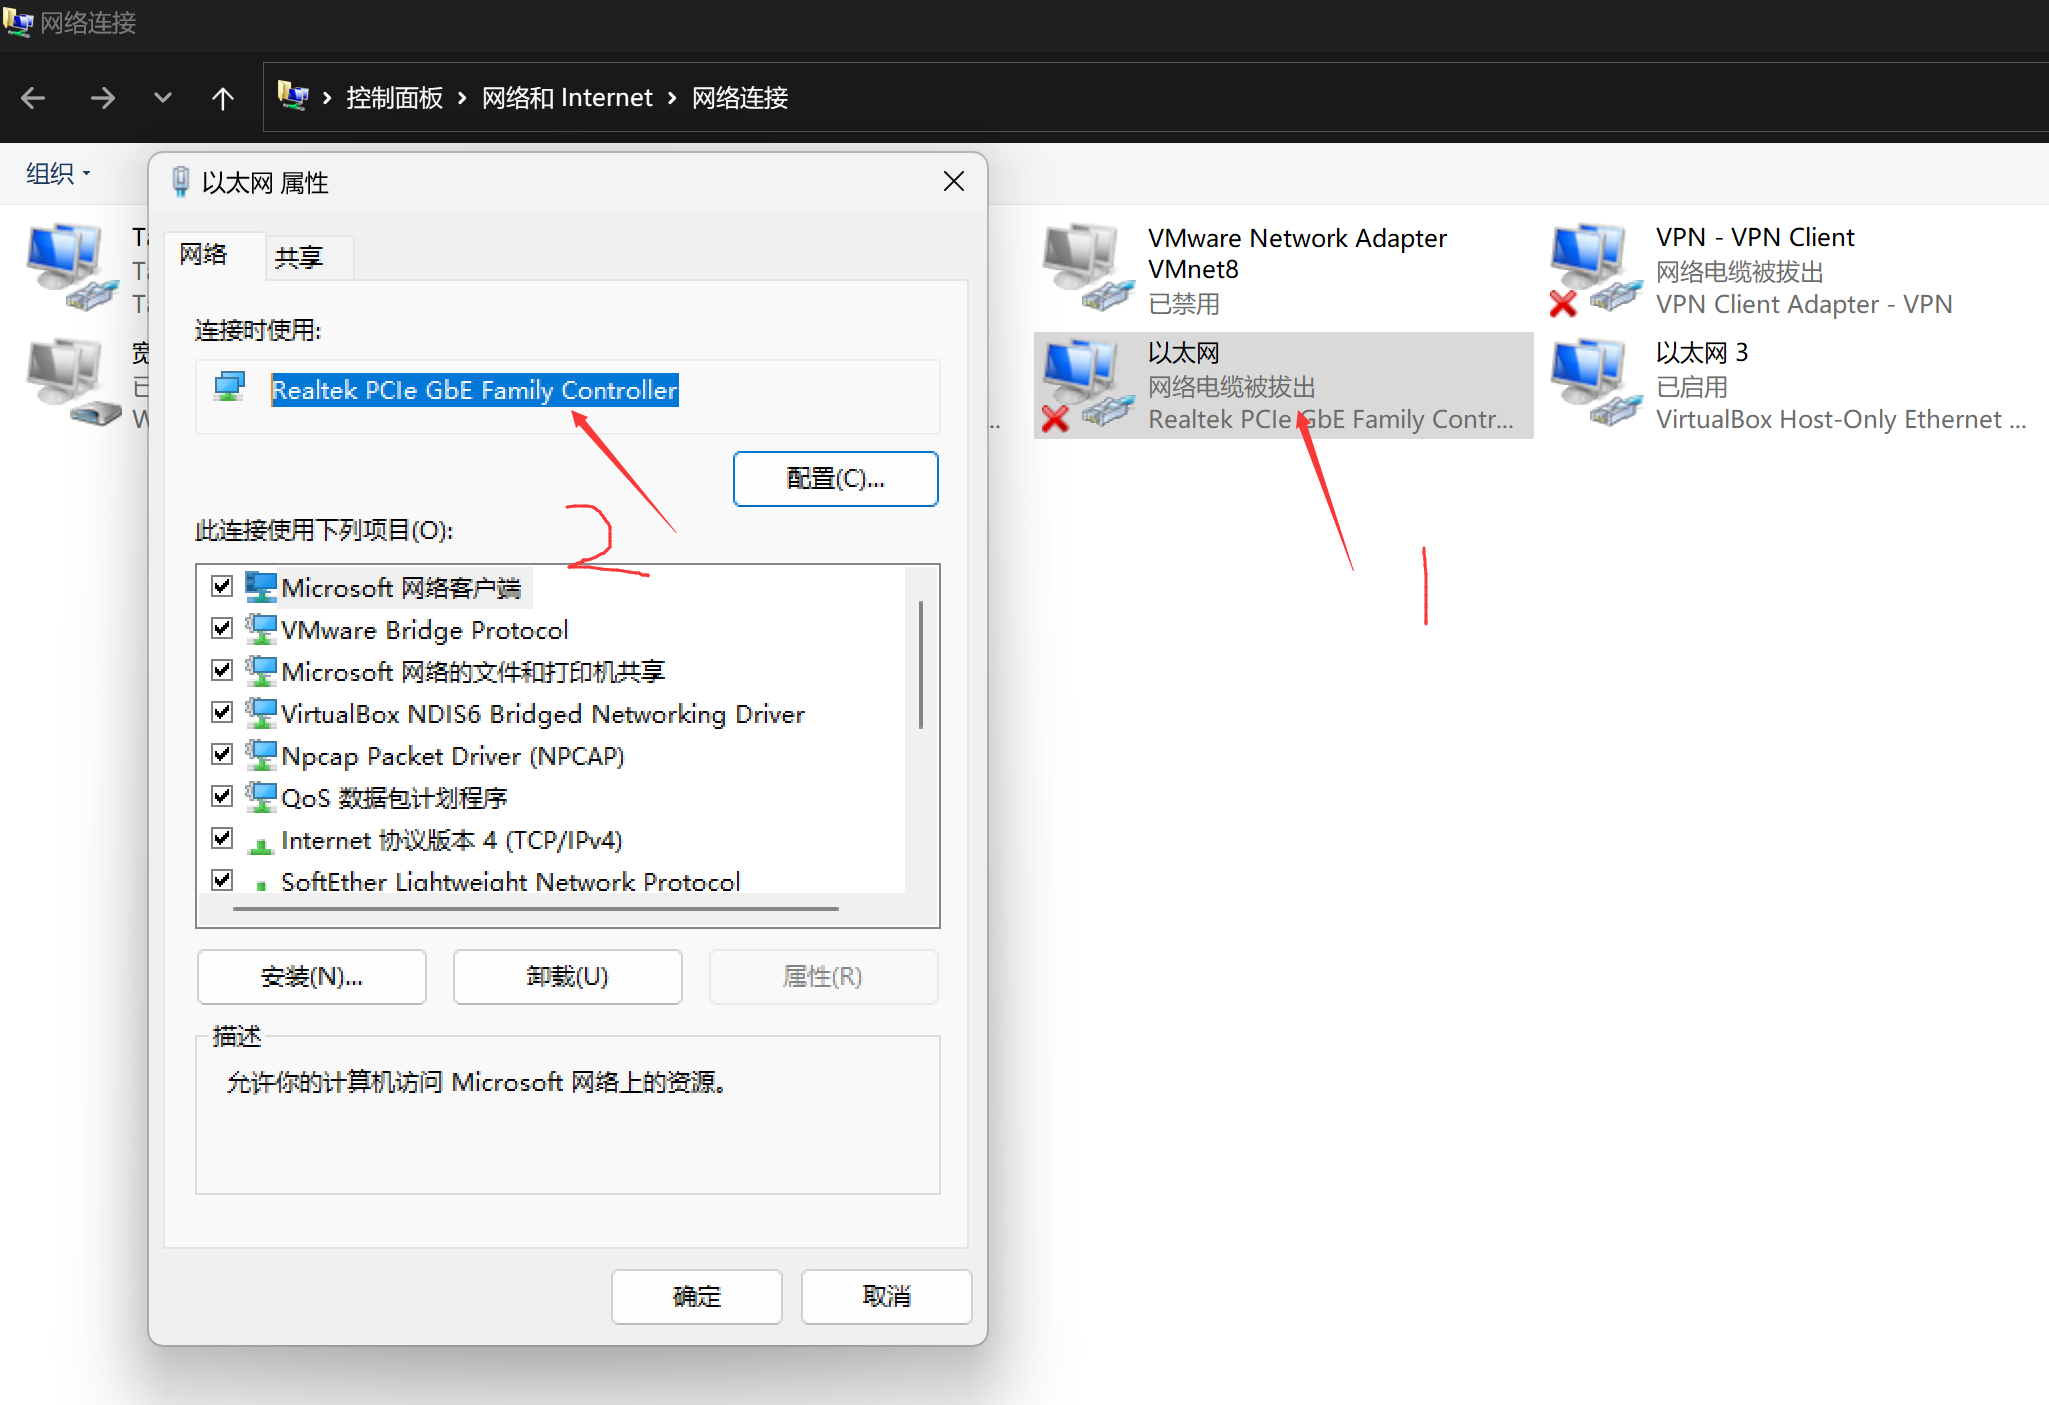 网络连接
控制面板 › 网络和 Internet › 网络连接
组织
以太网 属性
网络
共享
连接时使用:
Realtek PCIe GbE Family Controller
配置(C)...
此连接使用下列项目(O):
Microsoft 网络客户端
VMware Bridge Protocol
Microsoft 网络的文件和打印机共享
VirtualBox NDIS6 Bridged Networking Driver
Npcap Packet Driver (NPCAP)
QoS 数据包计划程序
Internet 协议版本 4 (TCP/IPv4)
SoftEther Lightweight Network Protocol
安装(N)...
卸载(U)
属性(R)
描述
允许你的计算机访问 Microsoft 网络上的资源。
确定
取消
2
VMware Network Adapter
VMnet8
已禁用
以太网
网络电缆被拔出
Realtek PCIe GbE Family Contr...
1
VPN - VPN Client
网络电缆被拔出
VPN Client Adapter - VPN
以太网 3
已启用
VirtualBox Host-Only Ethernet ...